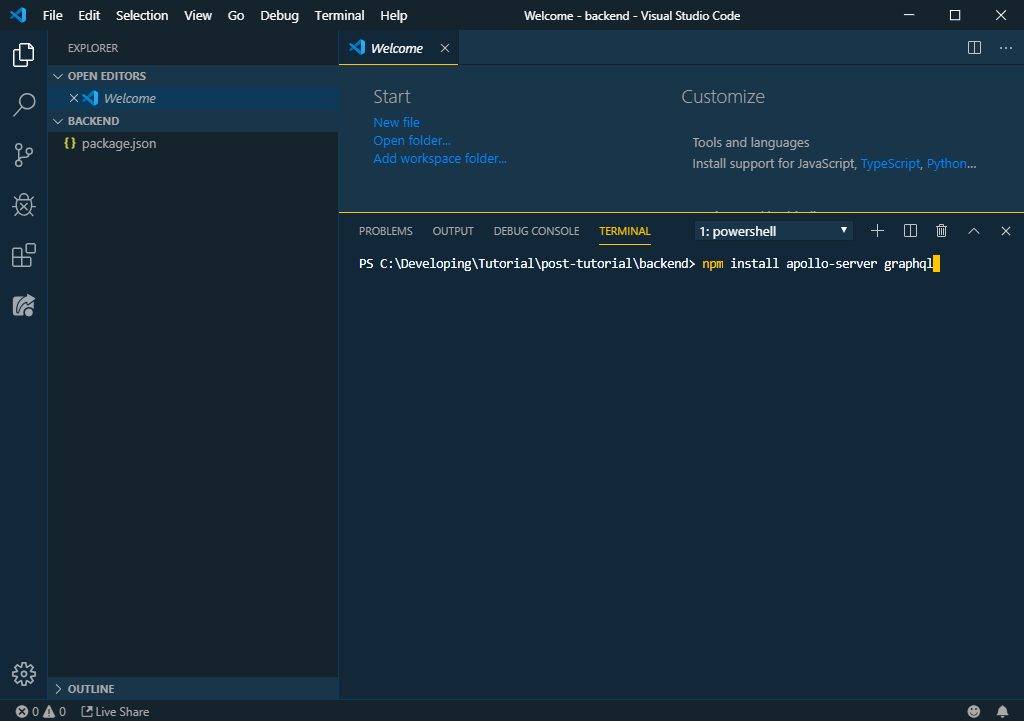 File Edit Selection View Go Debug Terminal Help
Welcome - backend - Visual Studio Code
EXPLORER
OPEN EDITORS
Welcome
BACKEND
{} package.json
OUTLINE
Welcome
Start
New file
Open folder...
Add workspace folder...
Customize
Tools and languages
Install support for JavaScript, TypeScript, Python...
PROBLEMS OUTPUT DEBUG CONSOLE TERMINAL
1: powershell
PS C:\Developing\Tutorial\post-tutorial\backend> npm install apollo-server graphql
0 0 Live Share